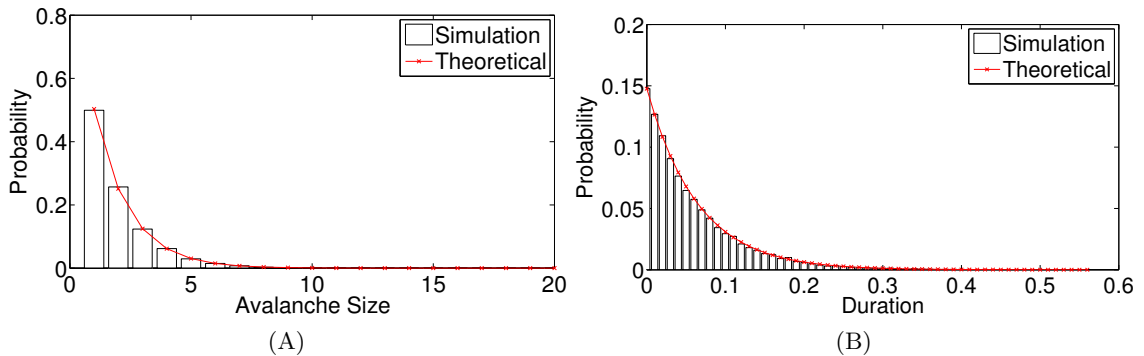 0.8
0.6
0.4
0.2
0
Probability
0
5
10
15
20
Avalanche Size
Simulation
Theoretical
(A)
0.2
0.15
0.1
0.05
0
Probability
0
0.1
0.2
0.3
0.4
0.5
0.6
Duration
Simulation
Theoretical
(B)